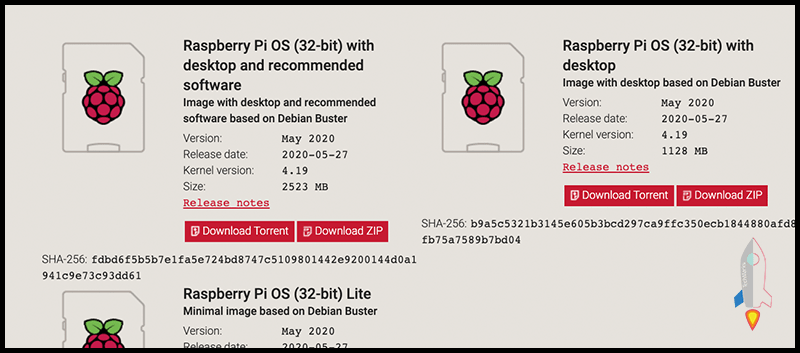 Raspberry Pi OS (32-bit) with
desktop and recommended
software
Image with desktop and recommended
software based on Debian Buster
Version: May 2020
Release date: 2020-05-27
Kernel version: 4.19
Size: 2523 MB
Release notes
Download Torrent Download ZIP
SHA-256: fdbd6f5b5b7e1fa5e724bd8747c5109801442e9200144d0a1
941c9e73c93dd61
Raspberry Pi OS (32-bit) with
desktop
Image with desktop based on Debian Buster
Version: May 2020
Release date: 2020-05-27
Kernel version: 4.19
Size: 1128 MB
Release notes
Download Torrent Download ZIP
SHA-256: b9a5c5321b3145e605b3bcd297ca9ffc350ecb1844880afd8
fb75a7589b7bd04
Raspberry Pi OS (32-bit) Lite
Minimal image based on Debian Buster
Version: May 2020
Release date: 2020-05-27